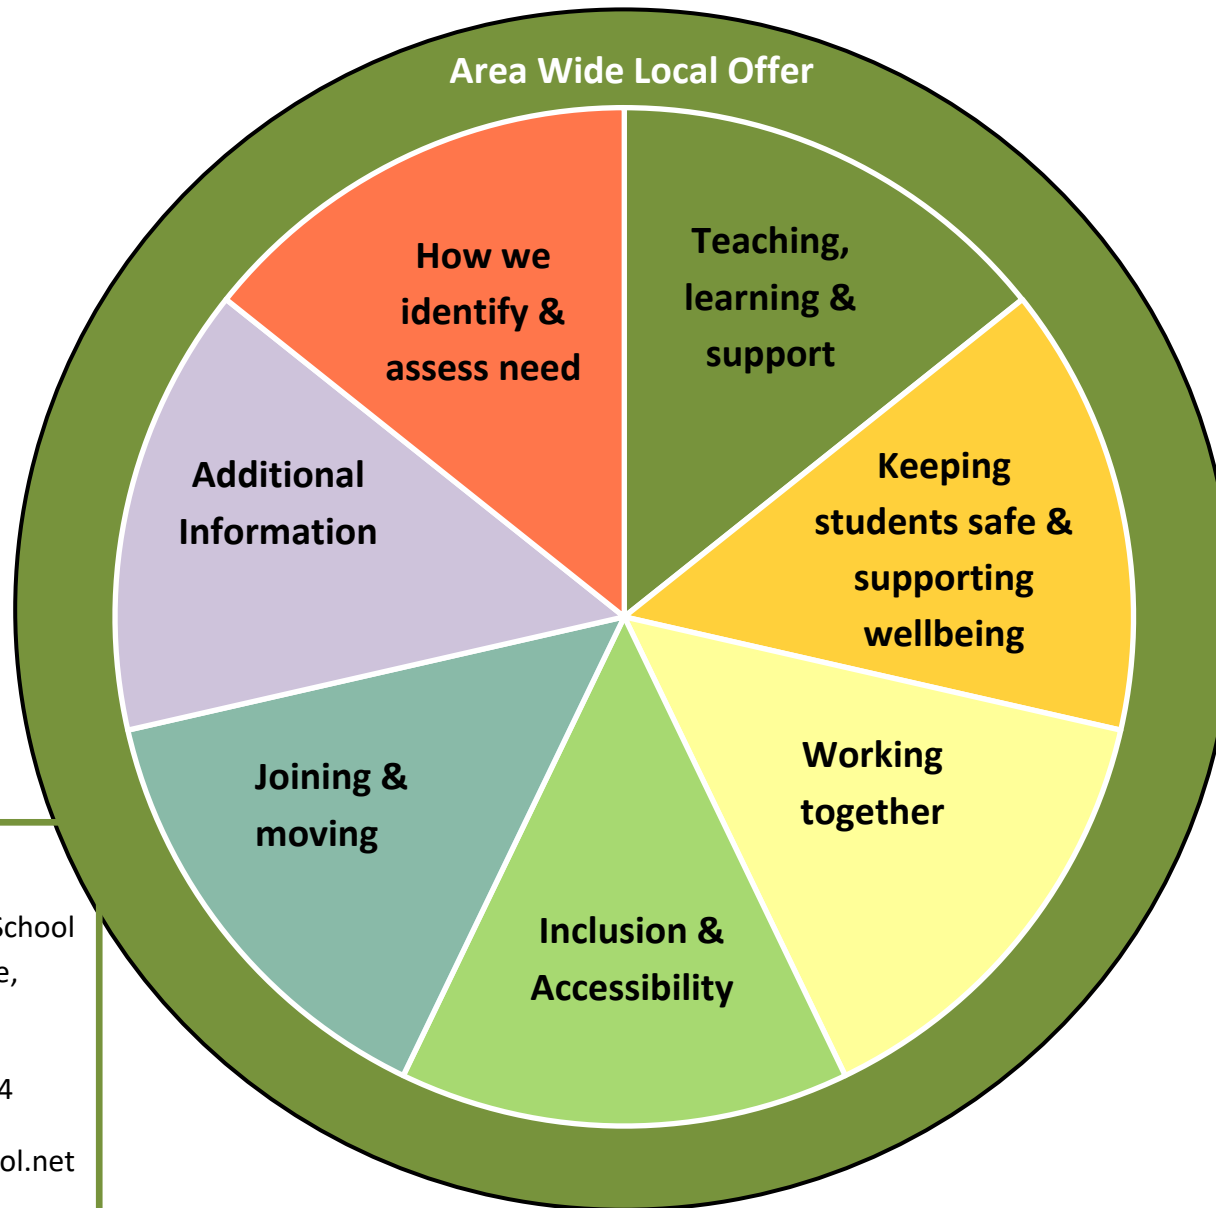 Area Wide Local Offer
How we
identify &
assess need
Teaching,
learning &
support
Keeping
students safe &
supporting
wellbeing
Working
together
Inclusion &
Accessibility
Joining &
moving
Additional
Information
School
e,
4
ol.net